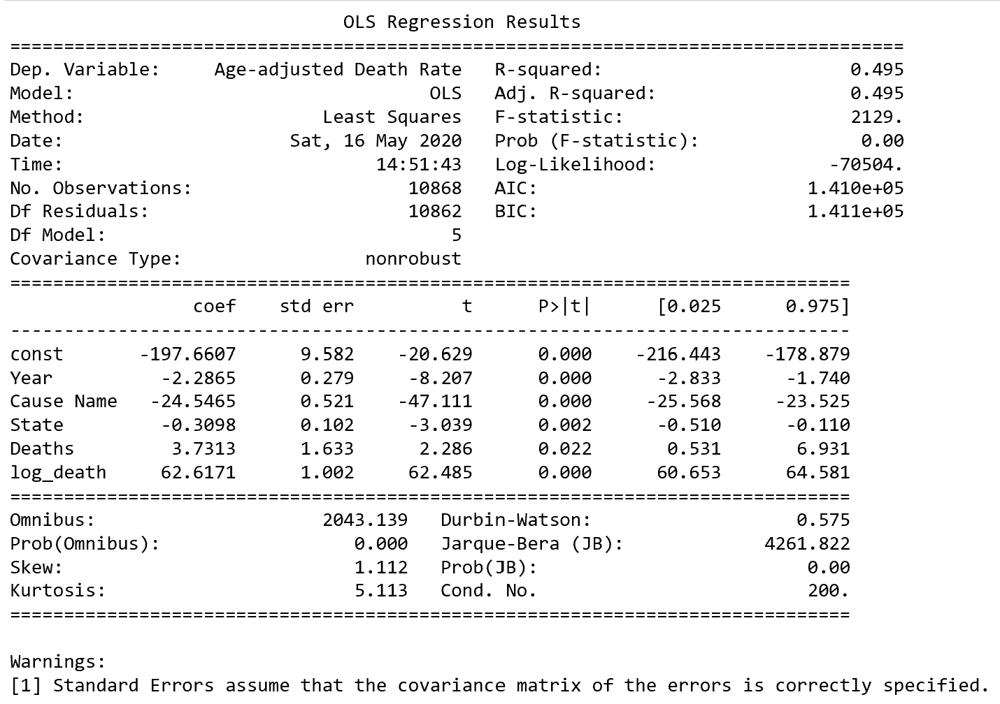 OLS Regression Results
==============================================================================
Dep. Variable: Age-adjusted Death Rate R-squared: 0.495
Model: OLS Adj. R-squared: 0.495
Method: Least Squares F-statistic: 2129.
Date: Sat, 16 May 2020 Prob (F-statistic): 0.00
Time: 14:51:43 Log-Likelihood: -70504.
No. Observations: 10868 AIC: 1.410e+05
Df Residuals: 10862 BIC: 1.411e+05
Df Model: 5
Covariance Type: nonrobust
==============================================================================
coef std err t P>|t| [0.025 0.975]
------------------------------------------------------------------------------
const -197.6607 9.582 -20.629 0.000 -216.443 -178.879
Year -2.2865 0.279 -8.207 0.000 -2.833 -1.740
Cause Name -24.5465 0.521 -47.111 0.000 -25.568 -23.525
State -0.3098 0.102 -3.039 0.002 -0.510 -0.110
Deaths 3.7313 1.633 2.286 0.022 0.531 6.931
log_death 62.6171 1.002 62.485 0.000 60.653 64.581
==============================================================================
Omnibus: 2043.139 Durbin-Watson: 0.575
Prob(Omnibus): 0.000 Jarque-Bera (JB): 4261.822
Skew: 1.112 Prob(JB): 0.00
Kurtosis: 5.113 Cond. No. 200.
==============================================================================
Warnings:
[1] Standard Errors assume that the covariance matrix of the errors is correctly specified.